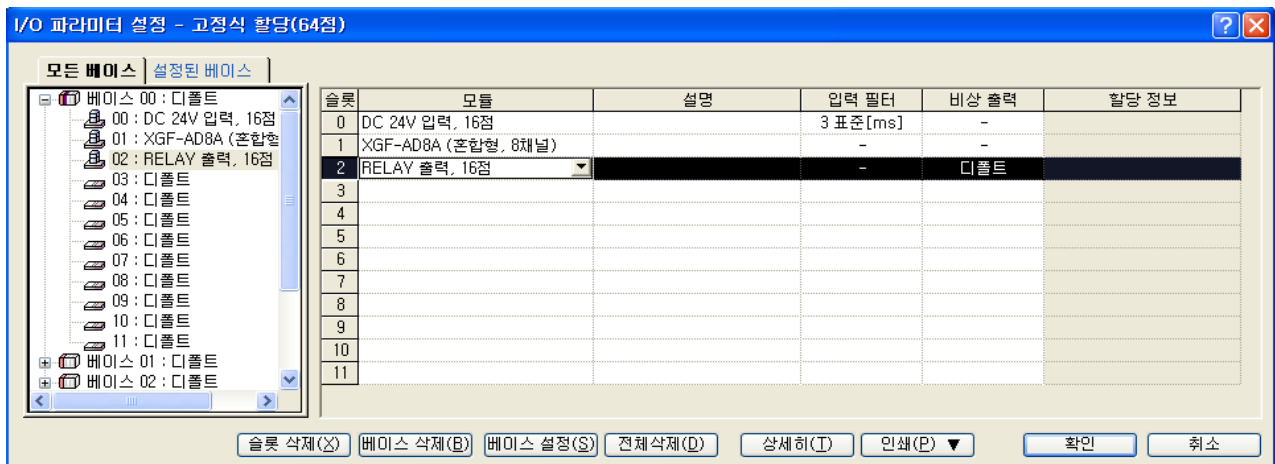 I/O 파라미터 설정 - 고정식 할당(64점)
모든 베이스 설정된 베이스
베이스 00 : 디폴트
00 : DC 24V 입력, 16점
01 : XGF-AD8A (혼합형
02 : RELAY 출력, 16점
03 : 디폴트
04 : 디폴트
05 : 디폴트
06 : 디폴트
07 : 디폴트
08 : 디폴트
09 : 디폴트
10 : 디폴트
11 : 디폴트
베이스 01 : 디폴트
베이스 02 : 디폴트
슬롯 모듈 설명 입력 필터 비상 출력 할당 정보
0 DC 24V 입력, 16점 3 표준[ms] -
1 XGF-AD8A (혼합형, 8채널) - -
2 RELAY 출력, 16점 - 디폴트
3
4
5
6
7
8
9
10
11
슬롯 삭제(X) 베이스 삭제(B) 베이스 설정(S) 전체삭제(D) 상세히(T) 인쇄(P) ▼ 확인 취소